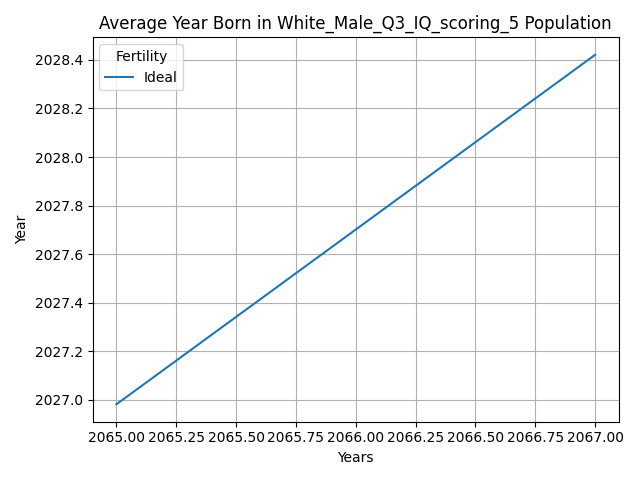 Average Year Born in White_Male_Q3_IQ_scoring_5 Population
Fertility
Ideal
2028.4
2028.2
2028.0
2027.8
2027.6
2027.4
2027.2
2027.0
Year
2065.00 2065.25 2065.50 2065.75 2066.00 2066.25 2066.50 2066.75 2067.00
Years